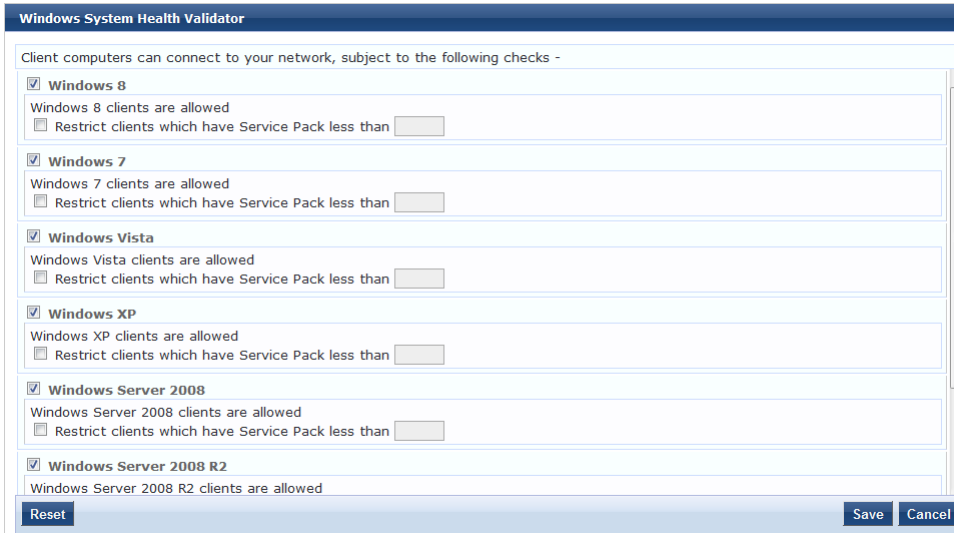 Windows System Health Validator
Client computers can connect to your network, subject to the following checks -
Windows 8
Windows 8 clients are allowed
Restrict clients which have Service Pack less than
Windows 7
Windows 7 clients are allowed
Restrict clients which have Service Pack less than
Windows Vista
Windows Vista clients are allowed
Restrict clients which have Service Pack less than
Windows XP
Windows XP clients are allowed
Restrict clients which have Service Pack less than
Windows Server 2008
Windows Server 2008 clients are allowed
Restrict clients which have Service Pack less than
Windows Server 2008 R2
Windows Server 2008 R2 clients are allowed
Reset Save Cancel